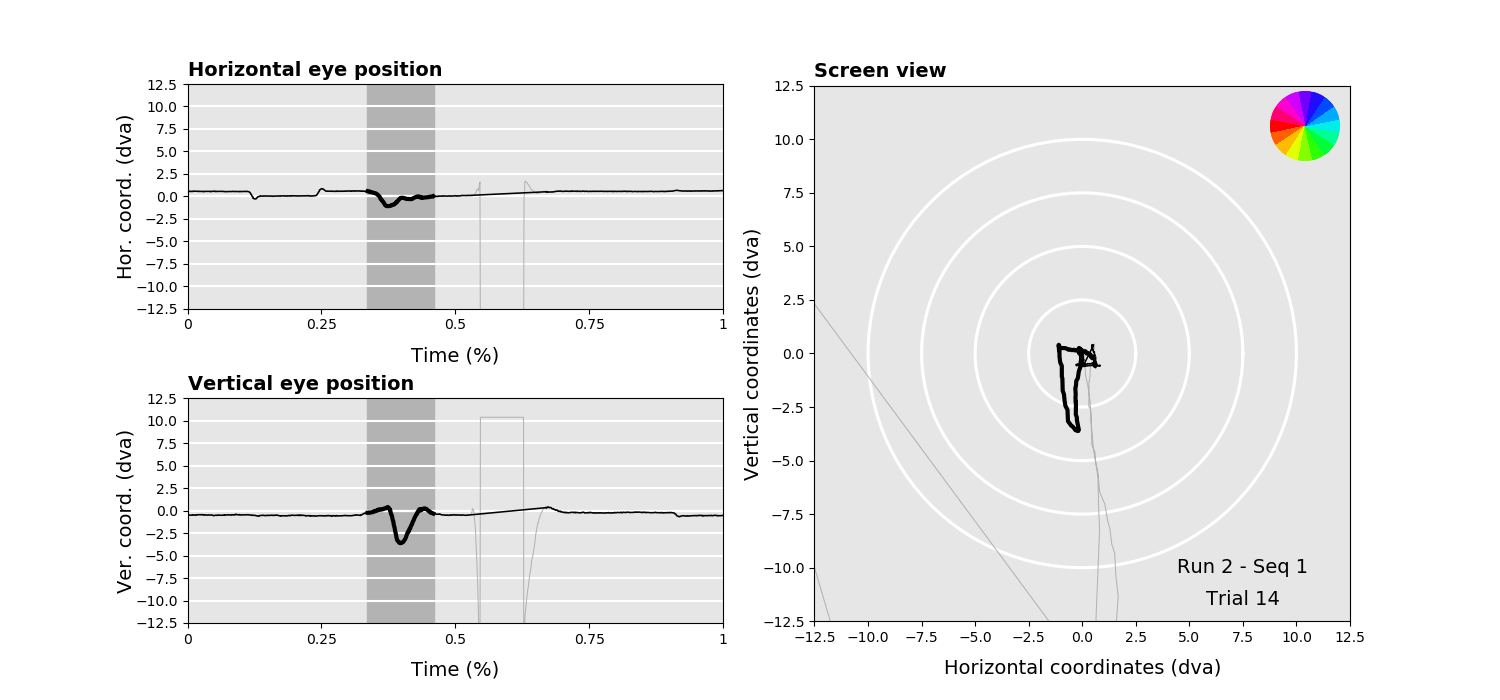 Horizontal eye position
Hor. coord. (dva)
12.5
10.0
7.5
5.0
2.5
0.0
−2.5
−5.0
−7.5
−10.0
−12.5
0 0.25 0.5 0.75 1
Time (%)
Vertical eye position
Ver. coord. (dva)
12.5
10.0
7.5
5.0
2.5
0.0
−2.5
−5.0
−7.5
−10.0
−12.5
0 0.25 0.5 0.75 1
Time (%)
Screen view
Vertical coordinates (dva)
12.5
10.0
7.5
5.0
2.5
0.0
−2.5
−5.0
−7.5
−10.0
−12.5
Run 2 - Seq 1
Trial 14
−12.5 −10.0 −7.5 −5.0 −2.5 0.0 2.5 5.0 7.5 10.0 12.5
Horizontal coordinates (dva)